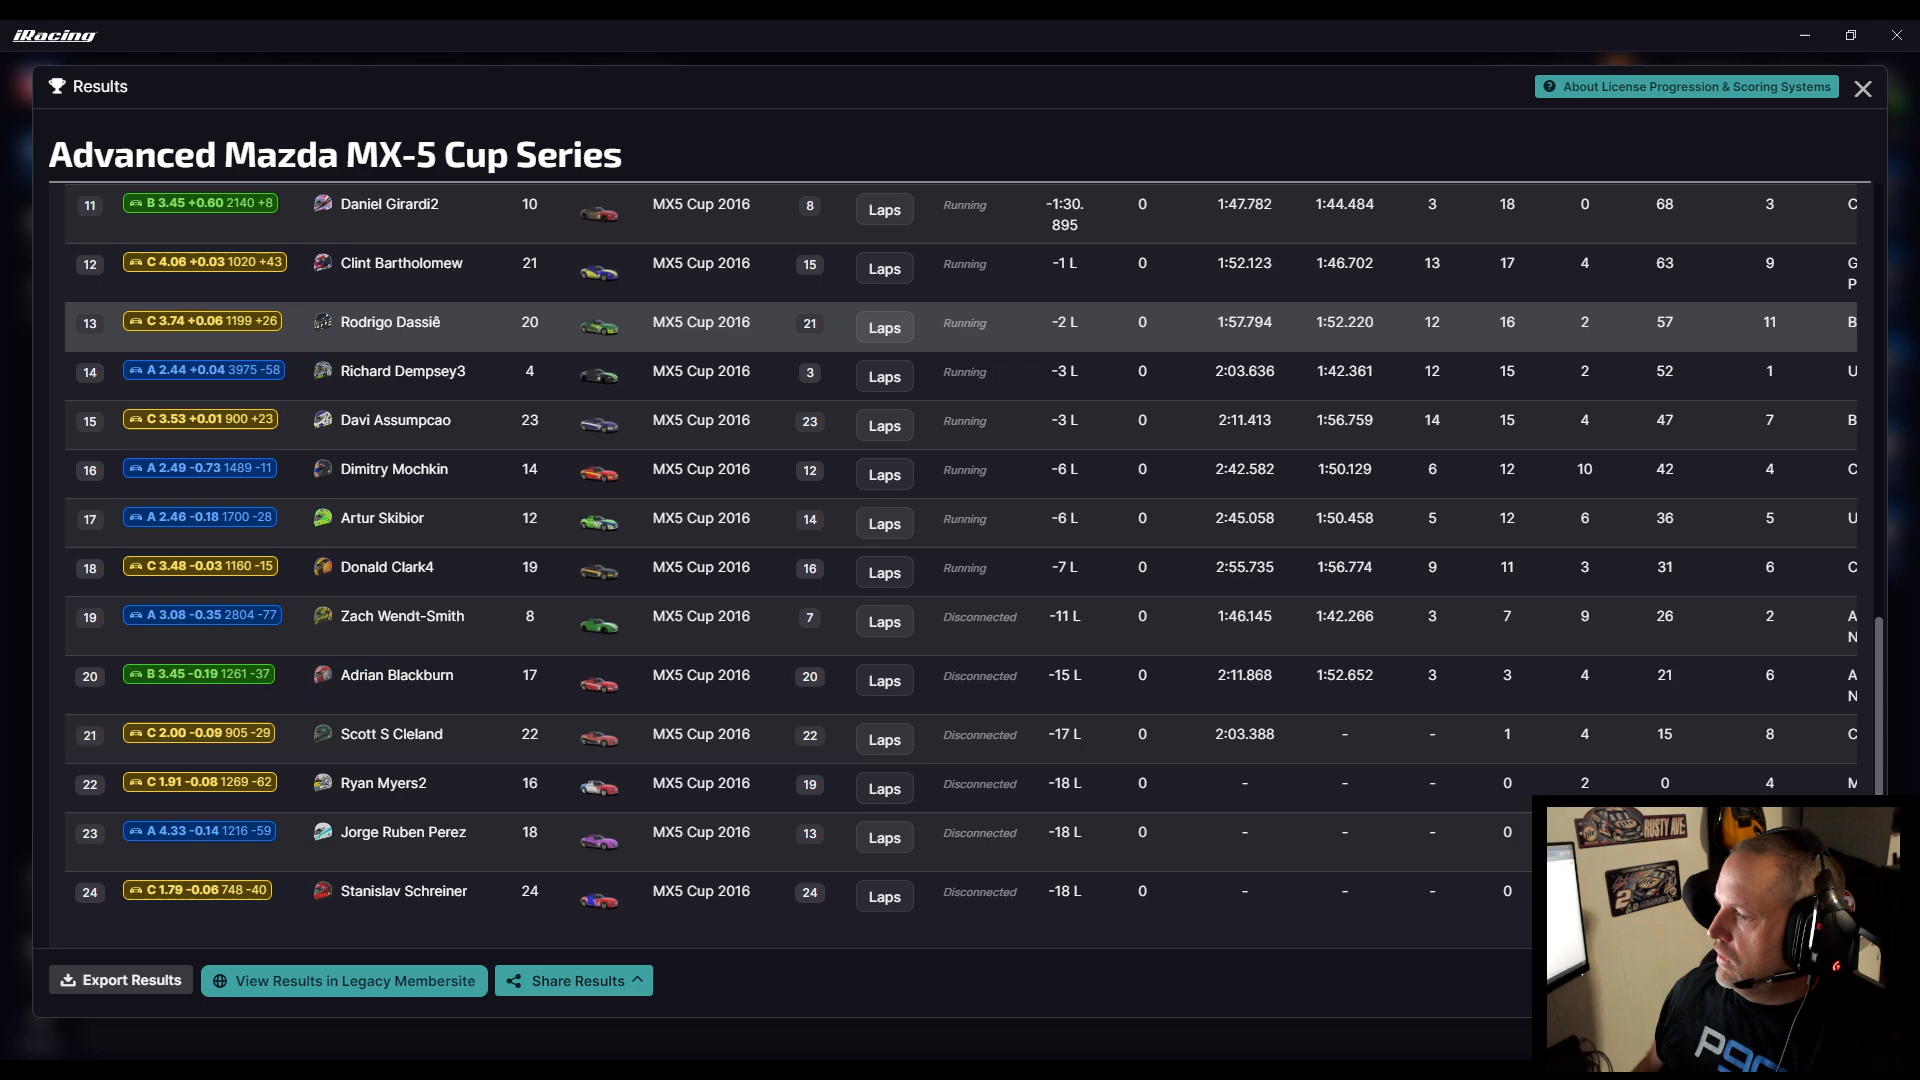 iRacing
Results
About License Progression & Scoring Systems
Advanced Mazda MX-5 Cup Series
11 B 3.45 +0.60 2140 +8 Daniel Girardi2 10 MX5 Cup 2016 8 Laps Running -1:30. 0 1:47.782 1:44.484 3 18 0 68 3 C
895
12 C 4.06 +0.03 1020 +43 Clint Bartholomew 21 MX5 Cup 2016 15 Laps Running -1 L 0 1:52.123 1:46.702 13 17 4 63 9 G
P
13 C 3.74 +0.06 1199 +26 Rodrigo Dassiê 20 MX5 Cup 2016 21 Laps Running -2 L 0 1:57.794 1:52.220 12 16 2 57 11 B
14 A 2.44 +0.04 3975 -58 Richard Dempsey3 4 MX5 Cup 2016 3 Laps Running -3 L 0 2:03.636 1:42.361 12 15 2 52 1 U
15 C 3.53 +0.01 900 +23 Davi Assumpcao 23 MX5 Cup 2016 23 Laps Running -3 L 0 2:11.413 1:56.759 14 15 4 47 7 B
16 A 2.49 -0.73 1489 -11 Dimitry Mochkin 14 MX5 Cup 2016 12 Laps Running -6 L 0 2:42.582 1:50.129 6 12 10 42 4 C
17 A 2.46 -0.18 1700 -28 Artur Skibior 12 MX5 Cup 2016 14 Laps Running -6 L 0 2:45.058 1:50.458 5 12 6 36 5 U
18 C 3.48 -0.03 1160 -15 Donald Clark4 19 MX5 Cup 2016 16 Laps Running -7 L 0 2:55.735 1:56.774 9 11 3 31 6 C
19 A 3.08 -0.35 2804 -77 Zach Wendt-Smith 8 MX5 Cup 2016 7 Laps Disconnected -11 L 0 1:46.145 1:42.266 3 7 9 26 2 A
N
20 B 3.45 -0.19 1261 -37 Adrian Blackburn 17 MX5 Cup 2016 20 Laps Disconnected -15 L 0 2:11.868 1:52.652 3 3 4 21 6 A
N
21 C 2.00 -0.09 905 -29 Scott S Cleland 22 MX5 Cup 2016 22 Laps Disconnected -17 L 0 2:03.388 - - 1 4 15 8 C
22 C 1.91 -0.08 1269 -62 Ryan Myers2 16 MX5 Cup 2016 19 Laps Disconnected -18 L 0 - - - 0 2 0 4 M
23 A 4.33 -0.14 1216 -59 Jorge Ruben Perez 18 MX5 Cup 2016 13 Laps Disconnected -18 L 0 - - - 0
24 C 1.79 -0.06 748 -40 Stanislav Schreiner 24 MX5 Cup 2016 24 Laps Disconnected -18 L 0 - - - 0
RUSTY AVE
2
Export Results
View Results in Legacy Membersite
Share Results